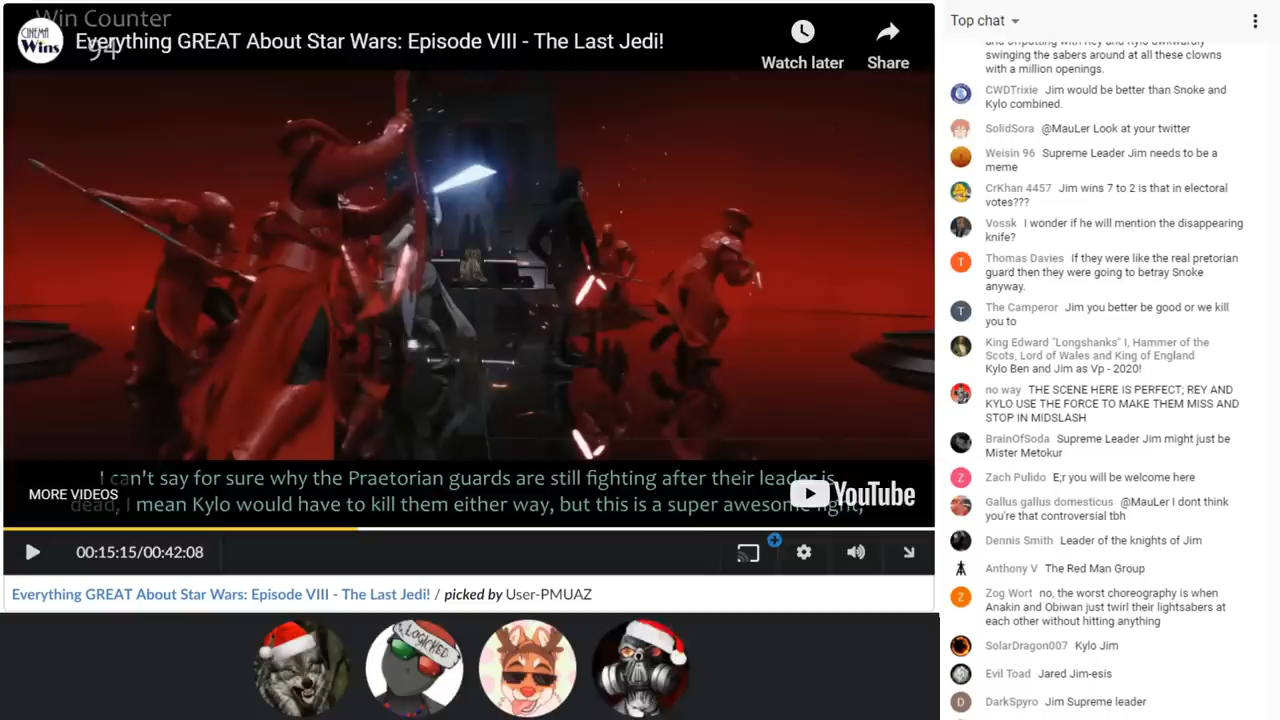 Win Counter
94
CINEMA
Wins
Everything GREAT About Star Wars: Episode VIII - The Last Jedi!
Watch later
Share
I can't say for sure why the Praetorian guards are still fighting after their leader is
dead, I mean Kylo would have to kill them either way, but this is a super awesome fight,
MORE VIDEOS
YouTube
00:15:15/00:42:08
Everything GREAT About Star Wars: Episode VIII - The Last Jedi! / picked by User-PMUAZ
LOGICKED
Top chat
and offputting with Rey and Kylo awkwardly
swinging the sabers around at all these clowns
with a million openings.
CWDTrixie Jim would be better than Snoke and
Kylo combined.
SolidSora @MauLer Look at your twitter
Weisin 96 Supreme Leader Jim needs to be a
meme
CrKhan 4457 Jim wins 7 to 2 is that in electoral
votes???
Vossk I wonder if he will mention the disappearing
knife?
T
Thomas Davies If they were like the real pretorian
guard then they were going to betray Snoke
anyway.
T
The Camperor Jim you better be good or we kill
you to
King Edward "Longshanks" I, Hammer of the
Scots, Lord of Wales and King of England
Kylo Ben and Jim as Vp - 2020!
no way THE SCENE HERE IS PERFECT; REY AND
KYLO USE THE FORCE TO MAKE THEM MISS AND
STOP IN MIDSLASH
BrainOfSoda Supreme Leader Jim might just be
Mister Metokur
Z
Zach Pulido E;r you will be welcome here
Gallus gallus domesticus @MauLer I dont think
you're that controversial tbh
Dennis Smith Leader of the knights of Jim
Anthony V The Red Man Group
Z
Zog Wort no, the worst choreography is when
Anakin and Obiwan just twirl their lightsabers at
each other without hitting anything
SolarDragon007 Kylo Jim
Evil Toad Jared Jim-esis
D
DarkSpyro Jim Supreme leader